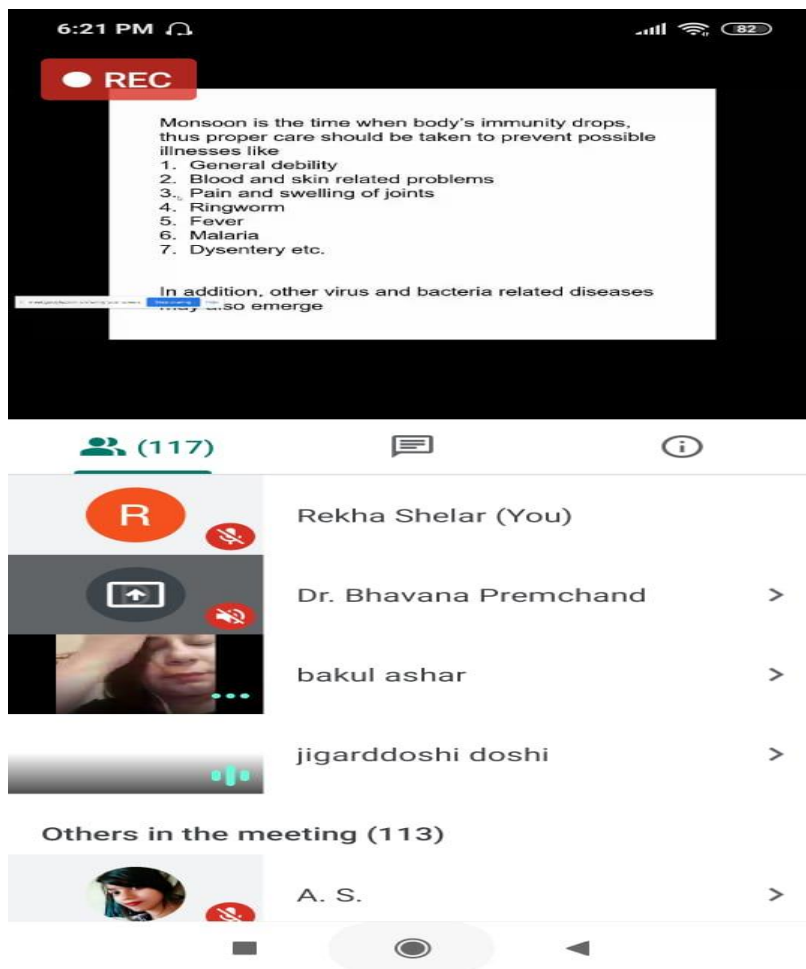 6:21 PM
82
REC
Monsoon is the time when body's immunity drops,
thus proper care should be taken to prevent possible
illnesses like
1. General debility
2. Blood and skin related problems
3. Pain and swelling of joints
4. Ringworm
5. Fever
6. Malaria
7. Dysentery etc.
In addition, other virus and bacteria related diseases
so emerge
(117)
R
Rekha Shelar (You)
Dr. Bhavana Premchand
bakul ashar
jigarddoshi doshi
Others in the meeting (113)
A. S.